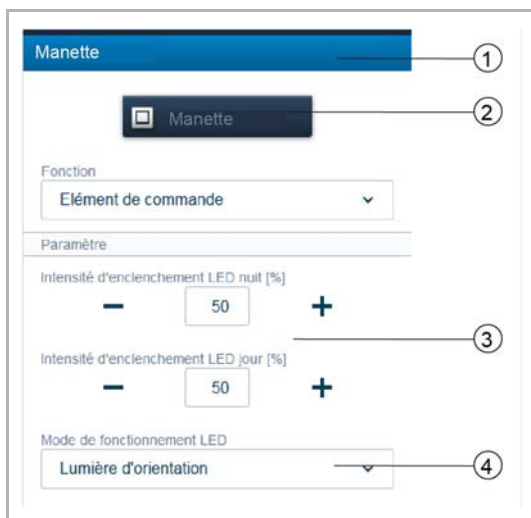 Manette
1
Manette
2
Fonction
Elément de commande
Paramètre
Intensité d'enclenchement LED nuit [%]
50
3
Intensité d'enclenchement LED jour [%]
50
Mode de fonctionnement LED
Lumière d'orientation
4